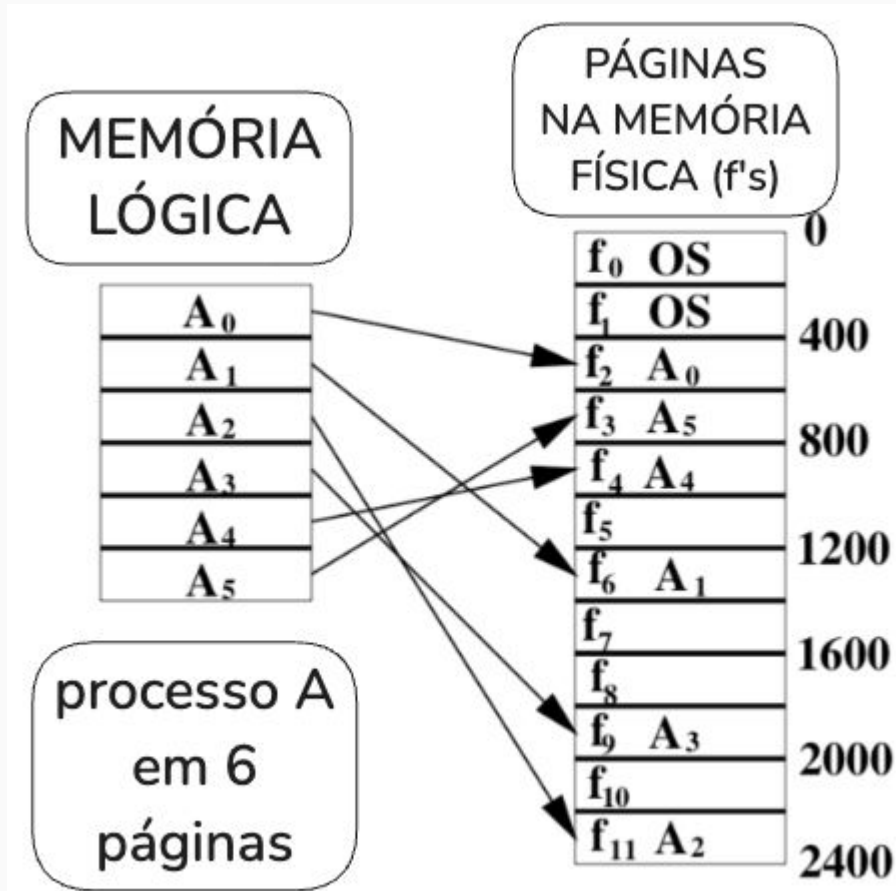 MEMÓRIA
LÓGICA
A0
A1
A2
A3
A4
A5
processo A
em 6
páginas
PÁGINAS
NA MEMÓRIA
FÍSICA (f's)
0
f0 OS
f1 OS
400
f2 A0
f3 A5
800
f4 A4
f5
1200
f6 A1
f7
1600
f8
f9 A3
2000
f10
f11 A2
2400